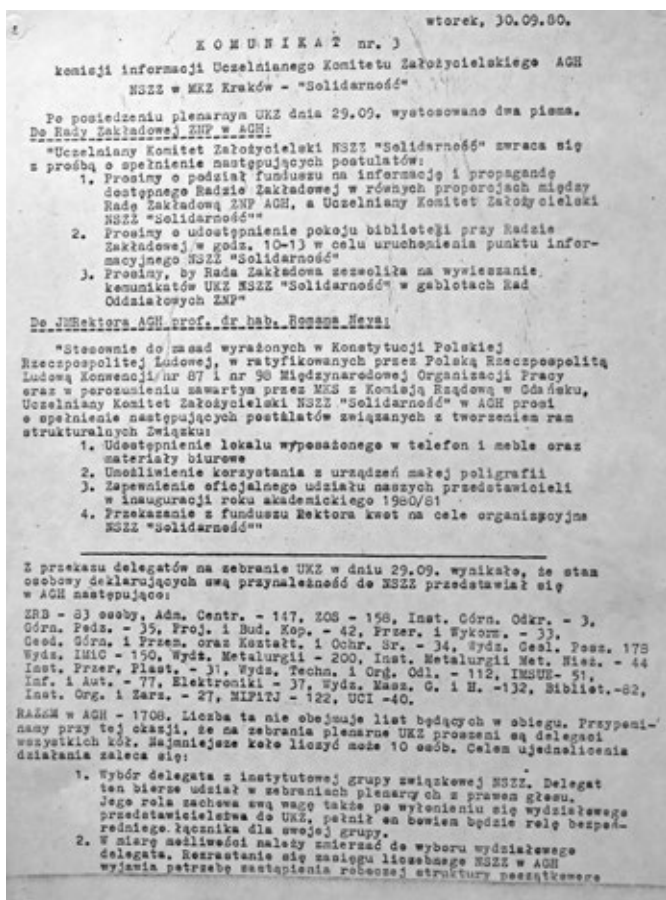 wtorek, 30.09.80.
KOMUNIKAT nr. 3
komisji informacji Uczelnianego Komitetu Założycielskiego AGH
NSZZ w MKZ Kraków - "Solidarność"
Po posiedzeniu plenarnym UKZ dnia 29.09. wystosowano dwa pisma.
Do Rady Zakładowej ZNP w AGH:
"Uczelniany Komitet Założycielski NSZZ "Solidarność" zwraca się
z prośbą o spełnienie następujących postulatów:
1. Prosimy o podział funduszu na informację i propagandę
dostępnego Radzie Zakładowej w równych proporcjach między
Radę Zakładową ZNP AGH, a Uczelniany Komitet Założycielski
NSZZ "Solidarność""
2. Prosimy o udostępnienie pokoju biblioteki przy Radzie
Zakładowej w godz. 10-13 w celu uruchomienia punktu infor-
macyjnego NSZZ "Solidarność"
3. Prosimy, by Rada Zakładowa zezwoliła na wywieszanie
komunikatów UKZ NSZZ "Solidarność" w gablotach Rad
Oddziałowych ZNP"
Do JMRektora AGH prof. dr hab. Romana Neya:
"Stosownie do zasad wyrażonych w Konstytucji Polskiej
Rzeczpospolitej Ludowej, w ratyfikowanych przez Polską Rzeczpospolitą
Ludową Konwencji nr 87 i nr 98 Międzynarodowej Organizacji Pracy
oraz w porozumieniu zawartym przez MKS z Komisją Rządową w Gdańsku,
Uczelniany Komitet Założycielski NSZZ "Solidarność" w AGH prosi
o spełnienie następujących postulatów związanych z tworzeniem ram
strukturalnych Związku:
1. Udostępnienie lokalu wyposażonego w telefon i meble oraz
materiały biurowe
2. Umożliwienie korzystania z urządzeń małej poligrafii
3. Zapewnienie oficjalnego udziału naszych przedstawicieli
w inauguracji roku akademickiego 1980/81
4. Przekazanie z funduszu Rektora kwot na cele organizacyjne
NSZZ "Solidarność""
Z przekazu delegatów na zebranie UKZ w dniu 29.09. wynikało, że stan
osobowy deklarujących swą przynależność do NSZZ przedstawiał się
w AGH następująco:
ZRB - 83 osoby, Adm. Centr. - 147, ZOS - 158, Inst. Górn. Odkr. - 3,
Górn. Podz. - 35, Proj. i Bud. Kop. - 42, Przer. i Wykorz. - 33,
Geod. Górn. i Przem. oraz Kształt. i Ochr. Sr. - 34, Wydz. Geol. Posz. 178
Wydz. IMiC - 150, Wydz. Metalurgii - 200, Inst. Metalurgii Met. Nież. - 44
Inst. Przer. Plast. - 31, Wydz. Techn. i Org. Odl. - 112, IMSUE- 51,
Inf. i Aut. - 77, Elektroniki - 37, Wydz. Masz. G. i H. -132, Bibliot.-82,
Inst. Org. i Zarz. - 27, MIPiTJ - 122, UCI -40.
RAZEM w AGH - 1708. Liczba ta nie obejmuje list będących w obiegu. Przypomi-
namy przy tej okazji, że na zebrania plenarne UKZ proszeni są delegaci
wszystkich kół. Najmniejsze koło liczyć może 10 osób. Celem ujednolicenia
działania zaleca się:
1. Wybór delegata z instytutowej grupy związkowej NSZZ. Delegat
ten bierze udział w zebraniach plenarnych z prawem głosu.
Jego rola zachowa swą wagę także po wyłonieniu się wydziałowego
przedstawicielstwa do UKZ, pełnił on bowiem będzie rolę bezpoś-
redniego łącznika dla swojej grupy.
2. W miarę możliwości należy zmierzać do wyboru wydziałowego
delegata. Rozrastanie się zasięgu liczebnego NSZZ w AGH
wyjawia potrzebę zastąpienia roboczej struktury początkowego